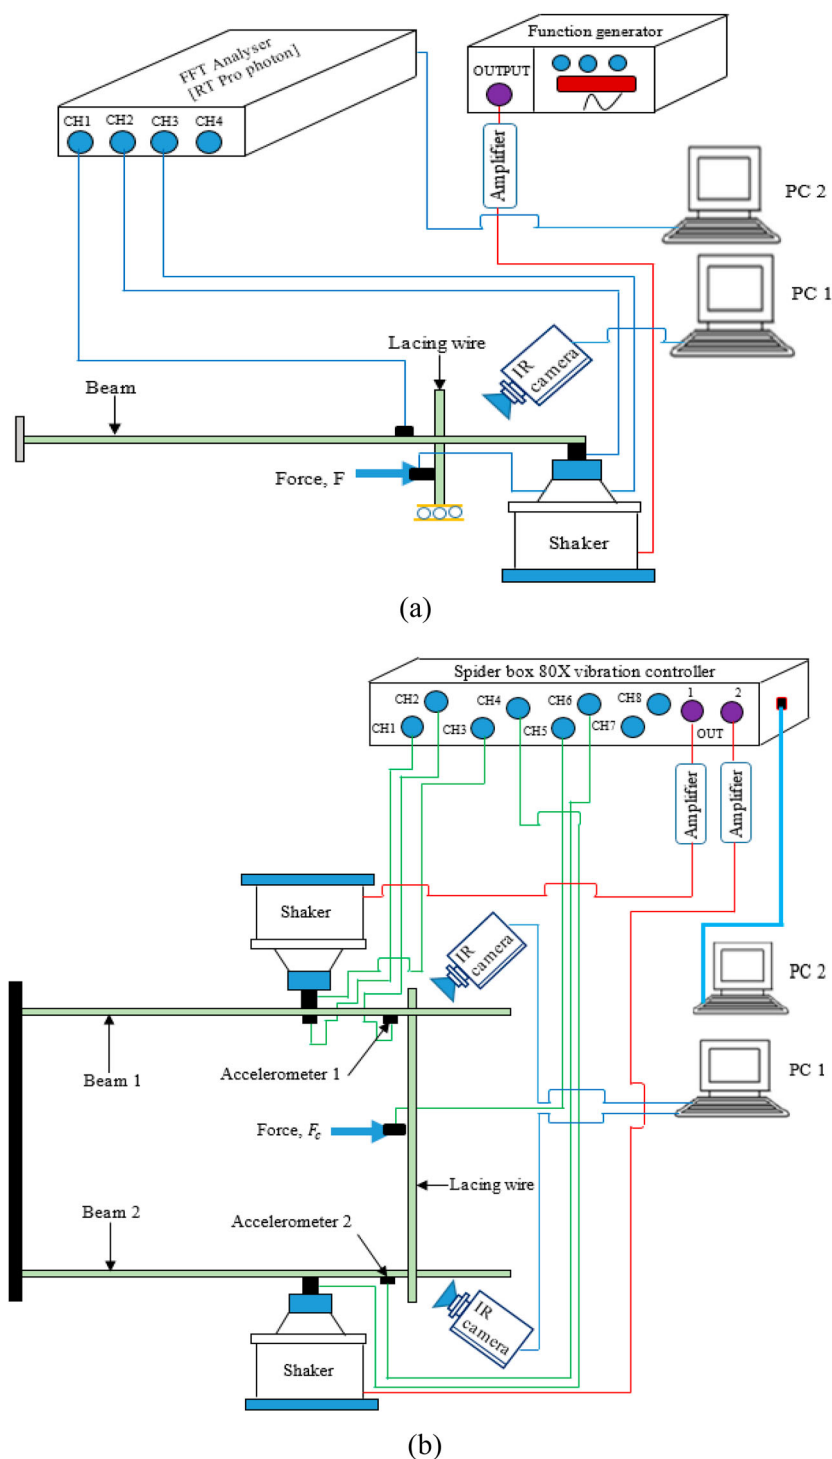 Function generator
FFT Analyser
[RT Pro photon]
OUTPUT
CH1 CH2 CH3 CH4
Amplifier
PC 2
PC 1
Lacing wire
IR
camera
Beam
Force, F
Shaker
(a)
Spider box 80X vibration controller
CH2 CH4 CH6 CH8 1 2
CH1 CH3 CH5 CH7 OUT
Amplifier
Amplifier
Shaker
IR
camera
PC 2
PC 1
Beam 1
Accelerometer 1
Force, Fc
Lacing wire
Beam 2
Accelerometer 2
IR
camera
Shaker
(b)